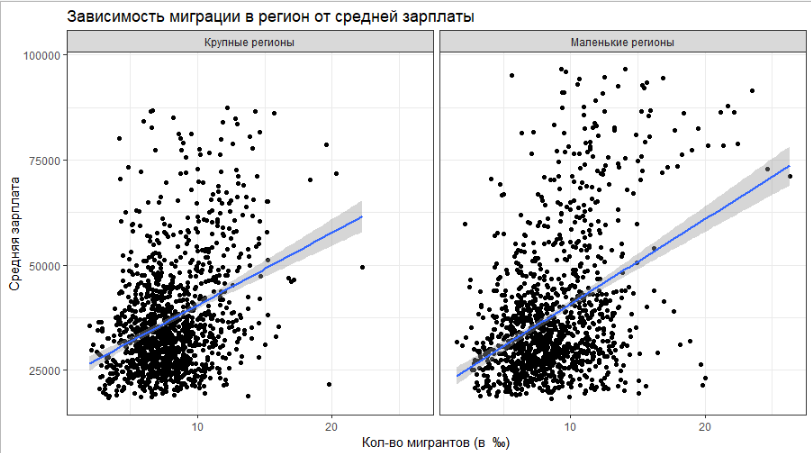 Зависимость миграции в регион от средней зарплаты
Крупные регионы
Маленькие регионы
100000
75000
50000
25000
Средняя зарплата
10
20
10
20
Кол-во мигрантов (в ‰)